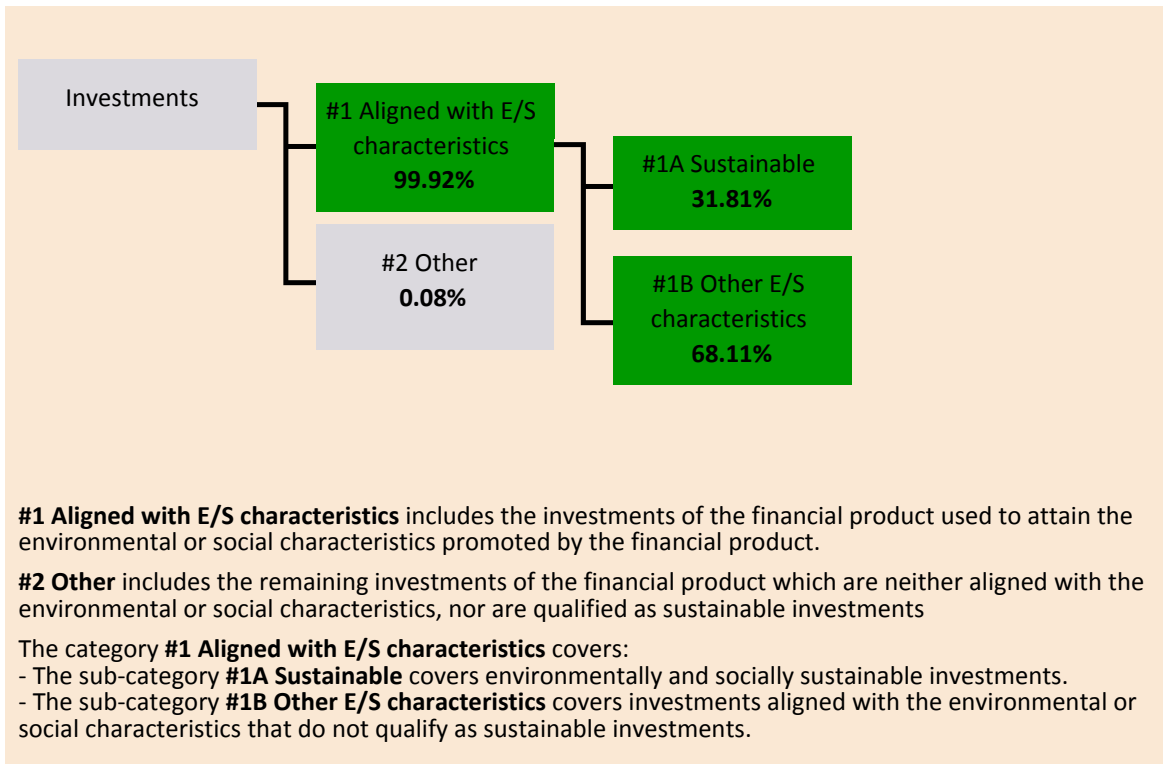 Investments
#1 Aligned with E/S
characteristics
99.92%
#2 Other
0.08%
#1A Sustainable
31.81%
#1B Other E/S
characteristics
68.11%
#1 Aligned with E/S characteristics includes the investments of the financial product used to attain the
environmental or social characteristics promoted by the financial product.
#2 Other includes the remaining investments of the financial product which are neither aligned with the
environmental or social characteristics, nor are qualified as sustainable investments
The category #1 Aligned with E/S characteristics covers:
- The sub-category #1A Sustainable covers environmentally and socially sustainable investments.
- The sub-category #1B Other E/S characteristics covers investments aligned with the environmental or
social characteristics that do not qualify as sustainable investments.